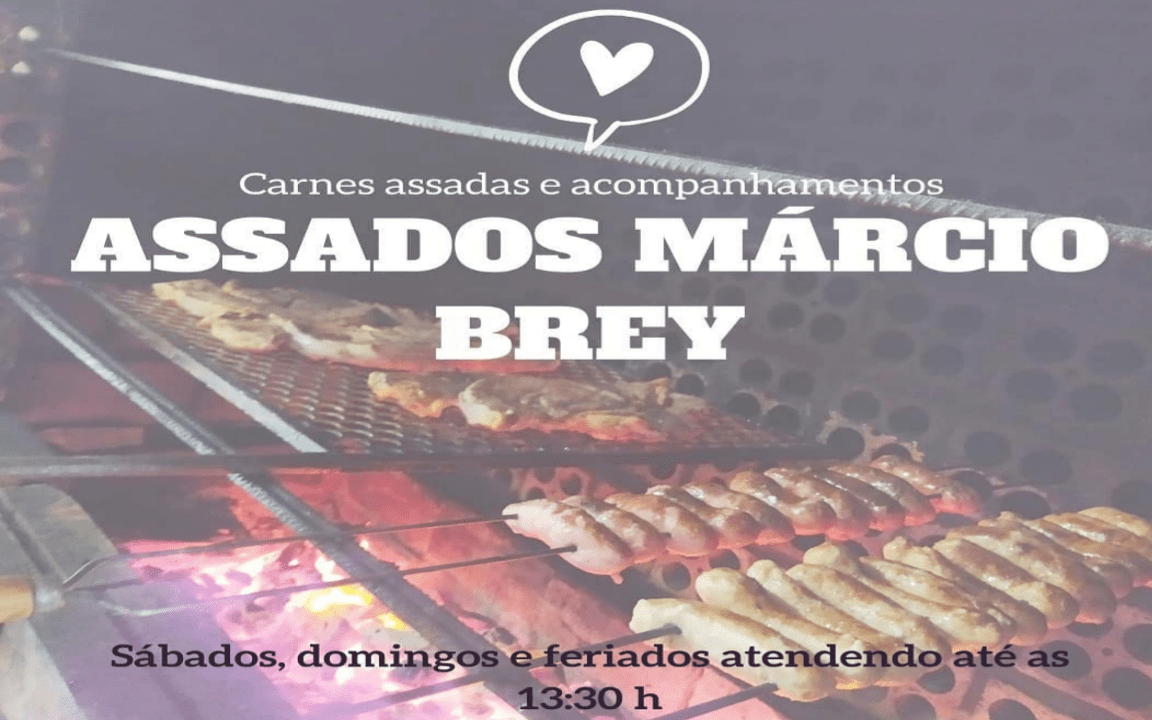 Carnes assadas e acompanhamentos
ASSADOS MÁRCIO
BREY
Sábados, domingos e feriados atendendo até as
13:30 h